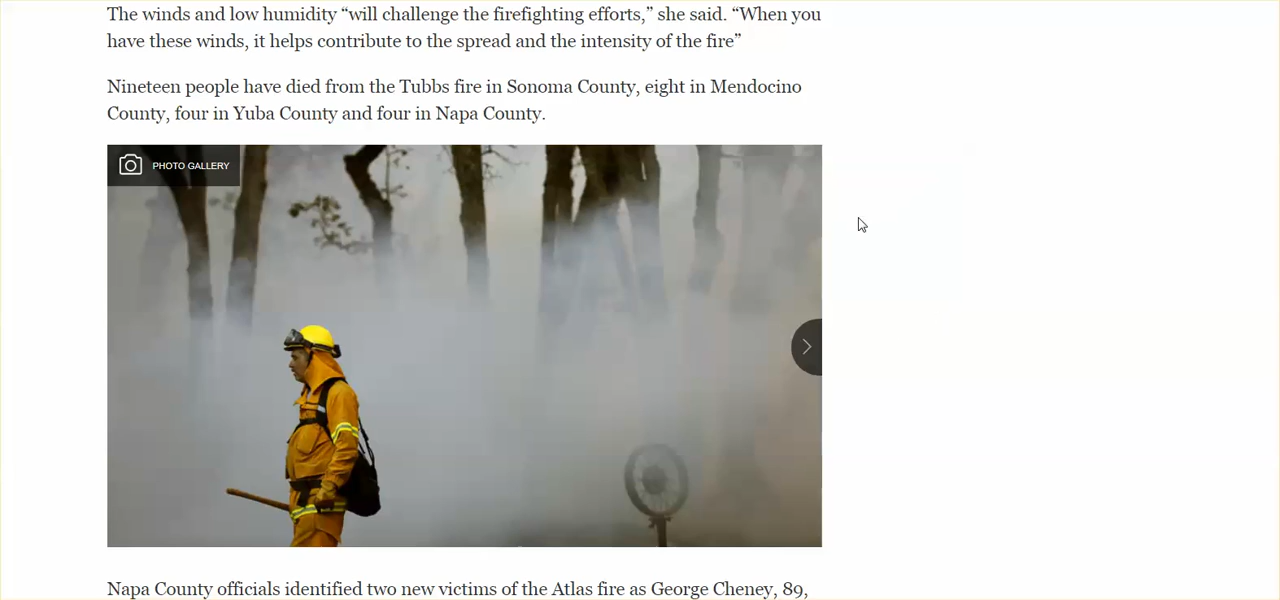 The winds and low humidity “will challenge the firefighting efforts,” she said. “When you
have these winds, it helps contribute to the spread and the intensity of the fire”
Nineteen people have died from the Tubbs fire in Sonoma County, eight in Mendocino
County, four in Yuba County and four in Napa County.
PHOTO GALLERY
Napa County officials identified two new victims of the Atlas fire as George Cheney, 89,